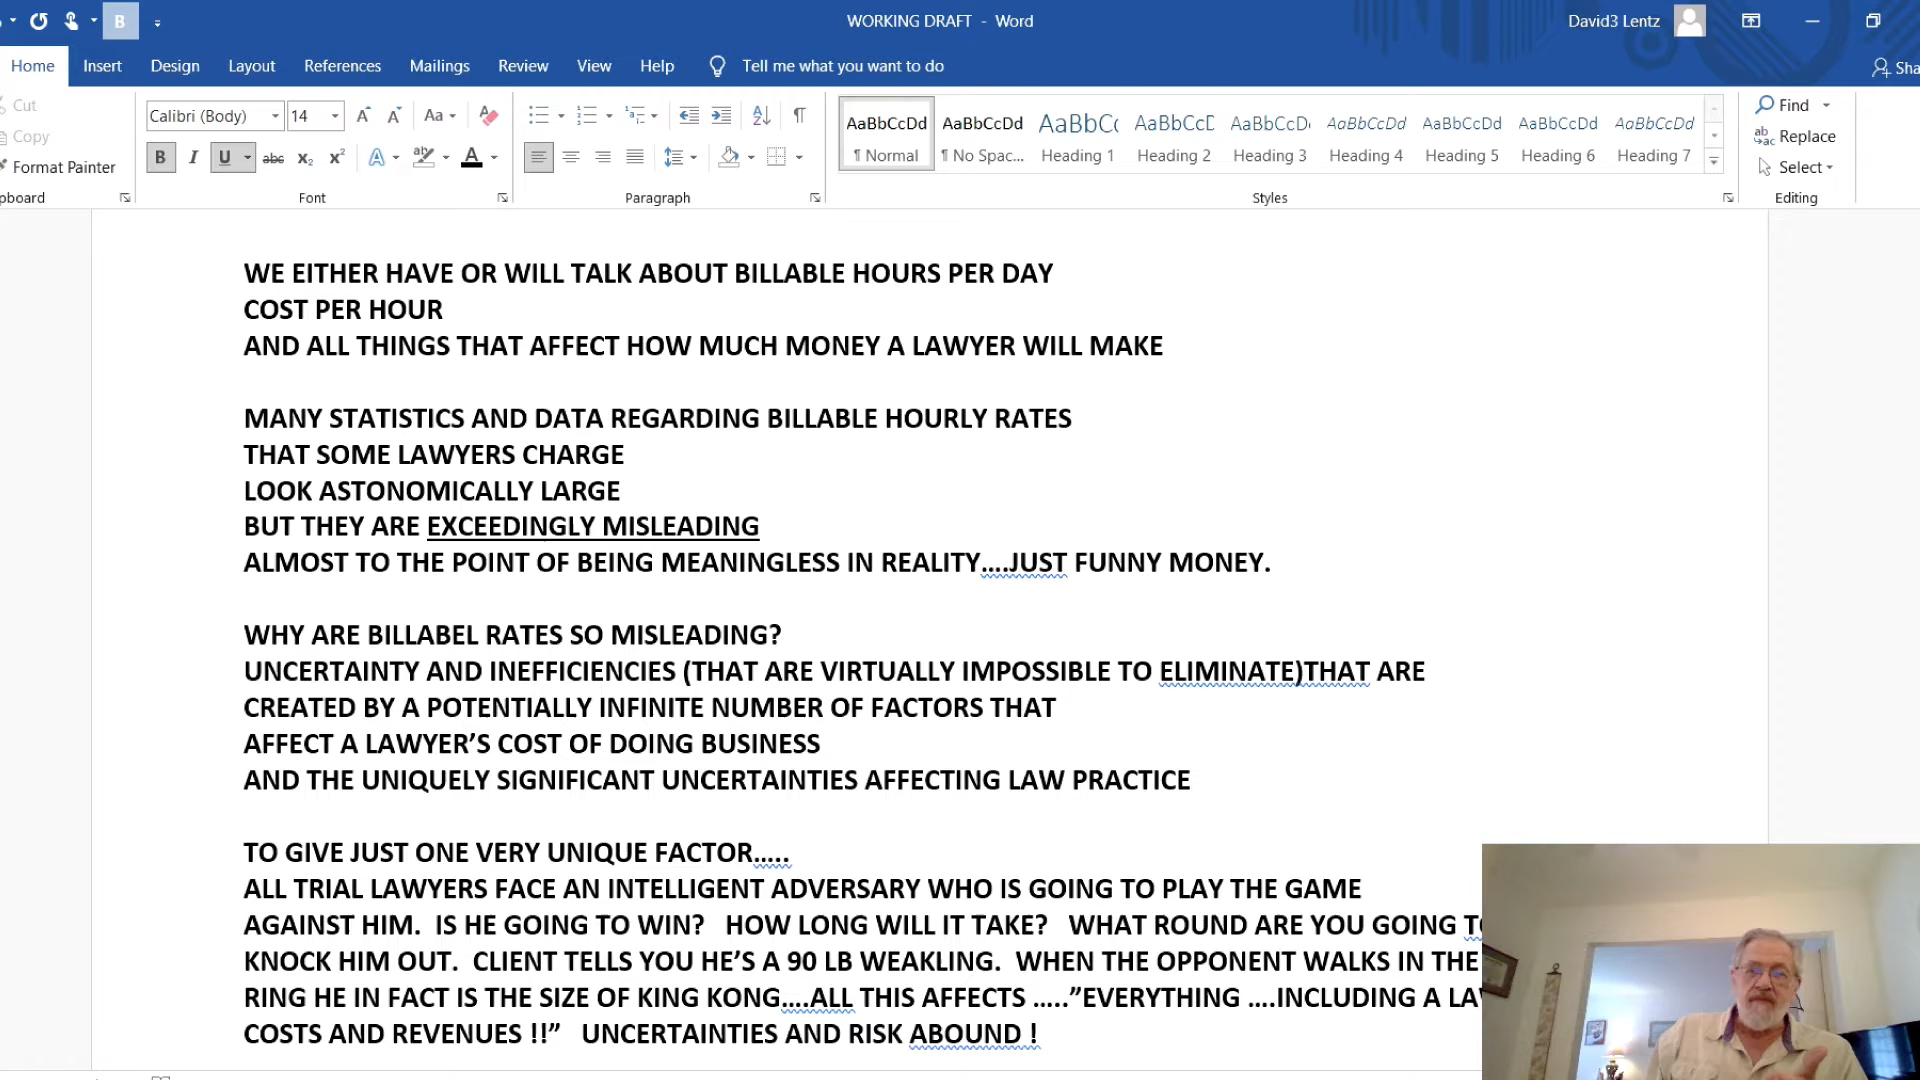 WORKING DRAFT - Word
David3 Lentz
Home Insert Design Layout References Mailings Review View Help Tell me what you want to do
Cut
Copy
Format Painter
Calibri (Body) 14
AaBbCcDd AaBbCcDd AaBbCc AaBbCcD AaBbCcDd AaBbCcDd AaBbCcDd AaBbCcDd AaBbCcDd
¶ Normal ¶ No Spac... Heading 1 Heading 2 Heading 3 Heading 4 Heading 5 Heading 6 Heading 7
Find
Replace
Select
Font Paragraph Styles Editing
WE EITHER HAVE OR WILL TALK ABOUT BILLABLE HOURS PER DAY
COST PER HOUR
AND ALL THINGS THAT AFFECT HOW MUCH MONEY A LAWYER WILL MAKE
MANY STATISTICS AND DATA REGARDING BILLABLE HOURLY RATES
THAT SOME LAWYERS CHARGE
LOOK ASTONOMICALLY LARGE
BUT THEY ARE EXCEEDINGLY MISLEADING
ALMOST TO THE POINT OF BEING MEANINGLESS IN REALITY....JUST FUNNY MONEY.
WHY ARE BILLABEL RATES SO MISLEADING?
UNCERTAINTY AND INEFFICIENCIES (THAT ARE VIRTUALLY IMPOSSIBLE TO ELIMINATE)THAT ARE
CREATED BY A POTENTIALLY INFINITE NUMBER OF FACTORS THAT
AFFECT A LAWYER'S COST OF DOING BUSINESS
AND THE UNIQUELY SIGNIFICANT UNCERTAINTIES AFFECTING LAW PRACTICE
TO GIVE JUST ONE VERY UNIQUE FACTOR.....
ALL TRIAL LAWYERS FACE AN INTELLIGENT ADVERSARY WHO IS GOING TO PLAY THE GAME
AGAINST HIM. IS HE GOING TO WIN? HOW LONG WILL IT TAKE? WHAT ROUND ARE YOU GOING
KNOCK HIM OUT. CLIENT TELLS YOU HE'S A 90 LB WEAKLING. WHEN THE OPPONENT WALKS IN THE
RING HE IN FACT IS THE SIZE OF KING KONG....ALL THIS AFFECTS ....."EVERYTHING ....INCLUDING A
COSTS AND REVENUES !!" UNCERTAINTIES AND RISK ABOUND !